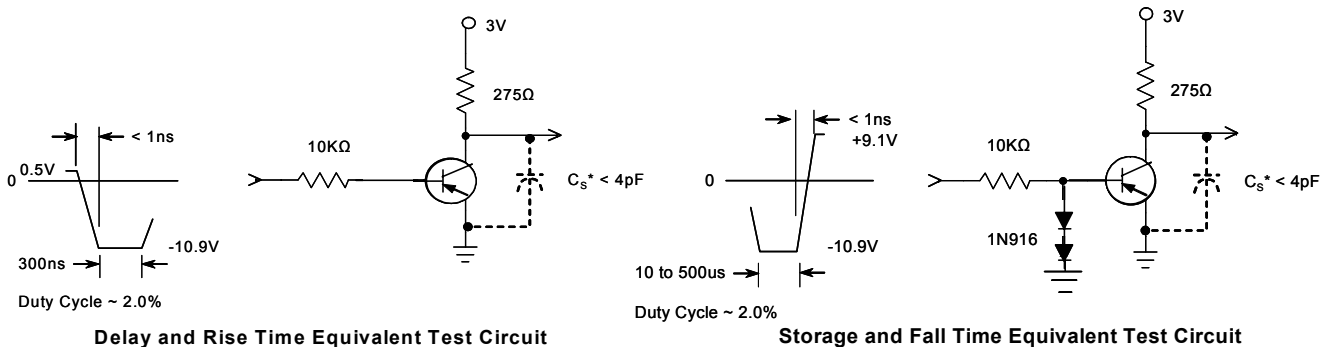 3V
275Ω
< 1ns
10KΩ
0 0.5V
Cs* < 4pF
-10.9V
300ns
Duty Cycle ~ 2.0%
Delay and Rise Time Equivalent Test Circuit
3V
275Ω
< 1ns
+9.1V
10KΩ
0
Cs* < 4pF
1N916
-10.9V
10 to 500us
Duty Cycle ~ 2.0%
Storage and Fall Time Equivalent Test Circuit